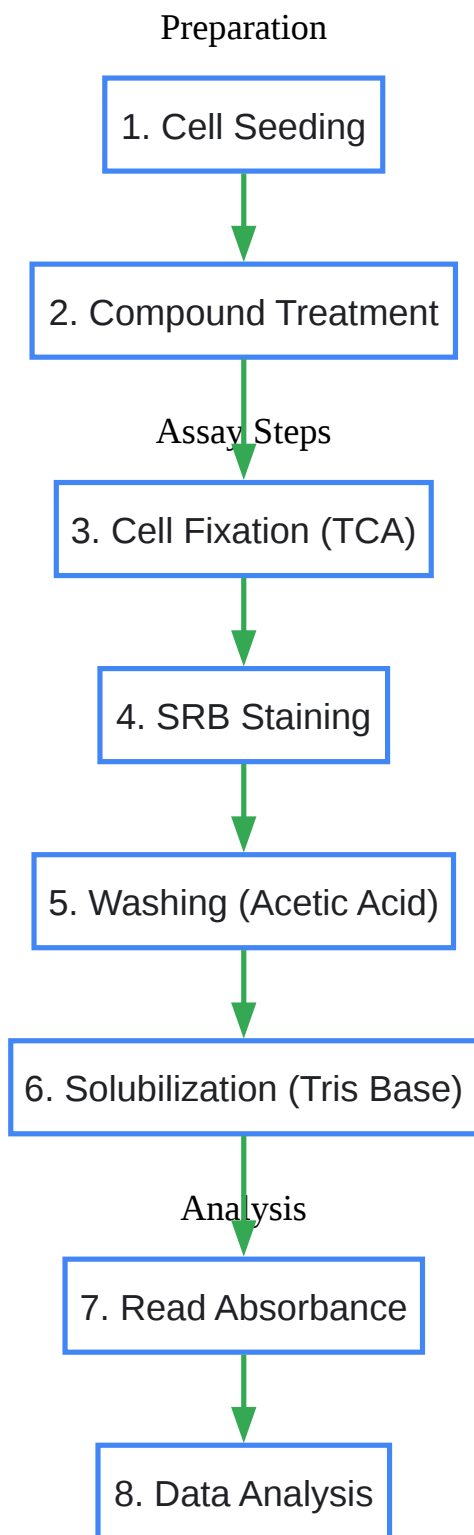 Preparation
1. Cell Seeding
2. Compound Treatment
Assay Steps
3. Cell Fixation (TCA)
4. SRB Staining
5. Washing (Acetic Acid)
6. Solubilization (Tris Base)
Analysis
7. Read Absorbance
8. Data Analysis